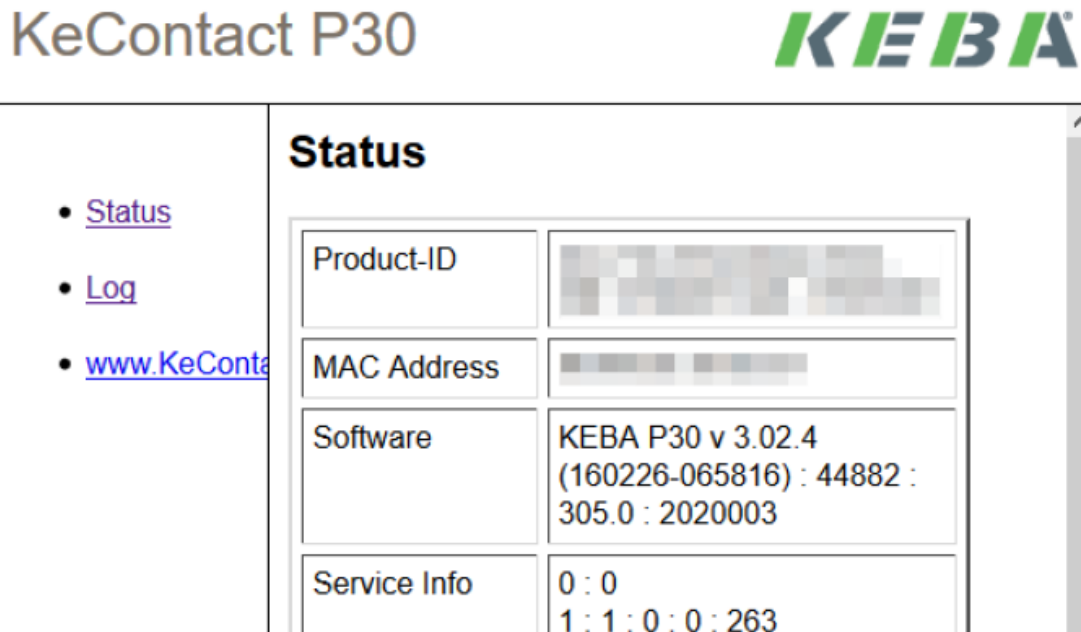 KeContact P30
KEBA
Status
Log
www.KeConta
Status
Product-ID
MAC Address
Software
KEBA P30 v 3.02.4
(160226-065816) : 44882 :
305.0 : 2020003
Service Info
0 : 0
1 : 1 : 0 : 0 : 263